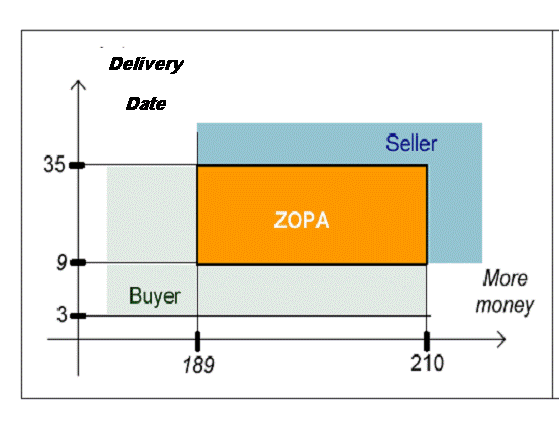 Delivery
Date
Seller
35
ZOPA
9
More
money
Buyer
3
189
210